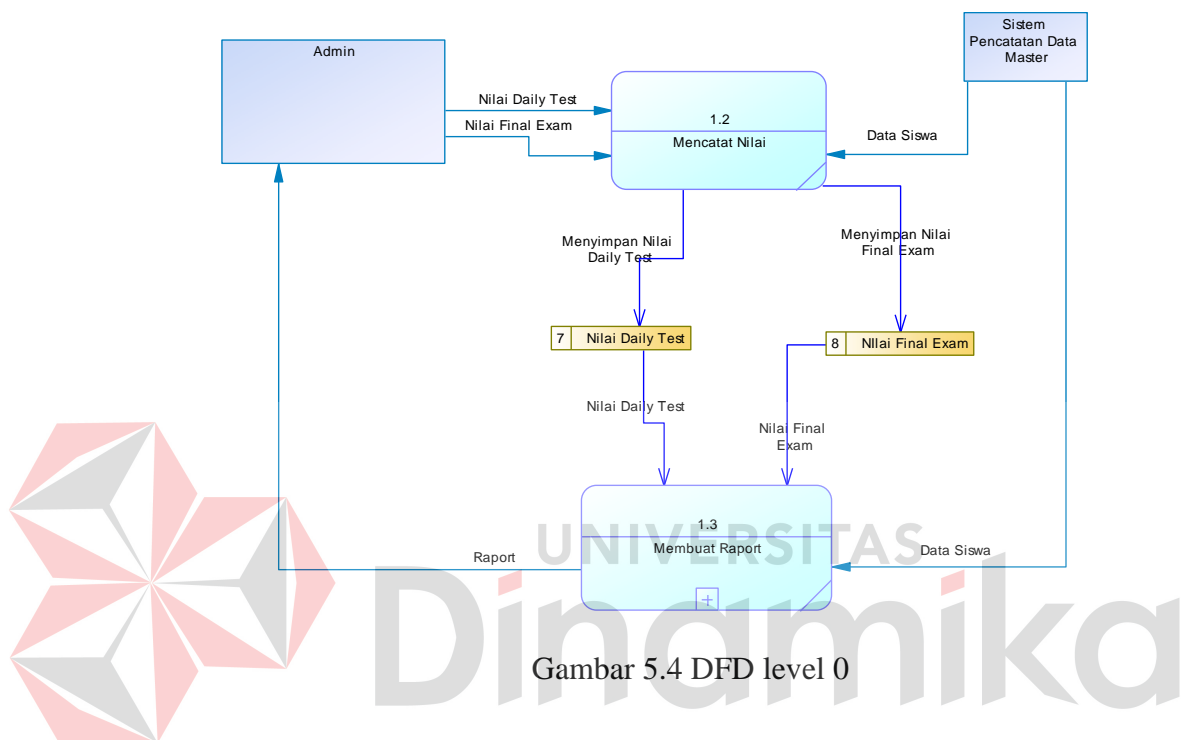 Admin
Sistem
Pencatatan Data
Master
Nilai Daily Test
Nilai Final Exam
1.2
Mencatat Nilai
Data Siswa
Menyimpan Nilai
Daily Test
Menyimpan Nilai
Final Exam
7 Nilai Daily Test
8 NIlai Final Exam
Nilai Daily Test
Nilai Final
Exam
1.3
Membuat Raport
+
Raport
Data Siswa
UNIVERSITAS
Dinamika
Gambar 5.4 DFD level 0